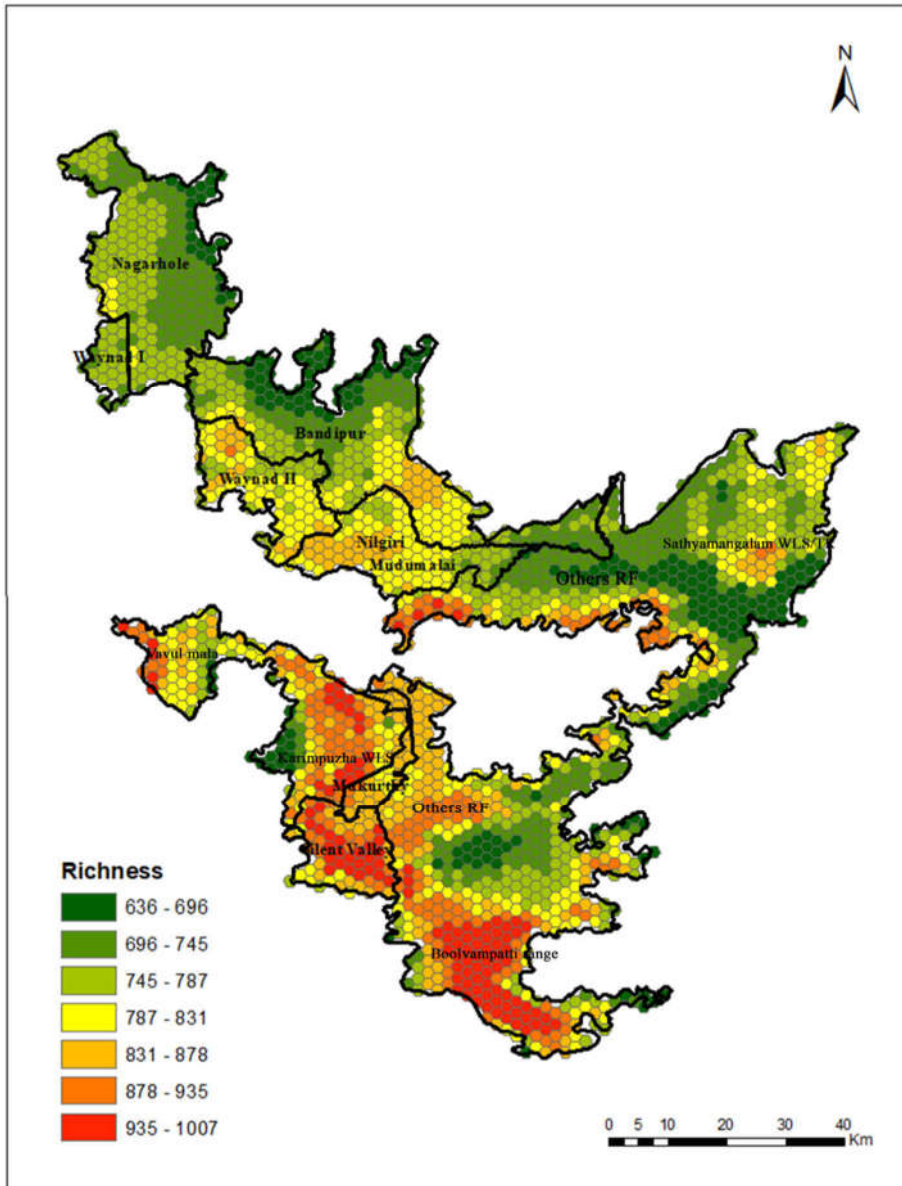 N
Nagarhole
Waynad I
Bandipur
Waynad II
Nilgiri
Mudumalai
Sathyamangalam WLS/T
Others RF
Vavul mala
Karimpuzha WLS
Mukurthy
Others RF
Silent Valley
Boolvampatti range
Richness
636 - 696
696 - 745
745 - 787
787 - 831
831 - 878
878 - 935
935 - 1007
0 5 10 20 30 40
Km